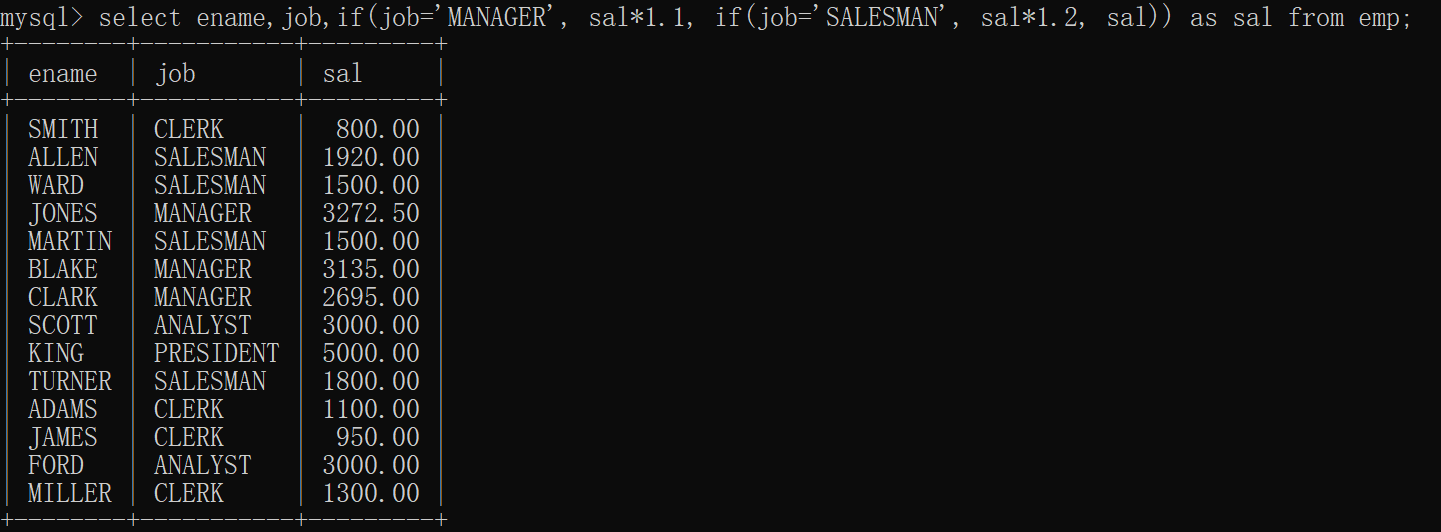 mysql> select ename,job,if(job='MANAGER', sal*1.1, if(job='SALESMAN', sal*1.2, sal)) as sal from emp;
+--------+-----------+---------+
| ename  | job       | sal     |
+--------+-----------+---------+
| SMITH  | CLERK     |  800.00 |
| ALLEN  | SALESMAN  | 1920.00 |
| WARD   | SALESMAN  | 1500.00 |
| JONES  | MANAGER   | 3272.50 |
| MARTIN | SALESMAN  | 1500.00 |
| BLAKE  | MANAGER   | 3135.00 |
| CLARK  | MANAGER   | 2695.00 |
| SCOTT  | ANALYST   | 3000.00 |
| KING   | PRESIDENT | 5000.00 |
| TURNER | SALESMAN  | 1800.00 |
| ADAMS  | CLERK     | 1100.00 |
| JAMES  | CLERK     |  950.00 |
| FORD   | ANALYST   | 3000.00 |
| MILLER | CLERK     | 1300.00 |
+--------+-----------+---------+